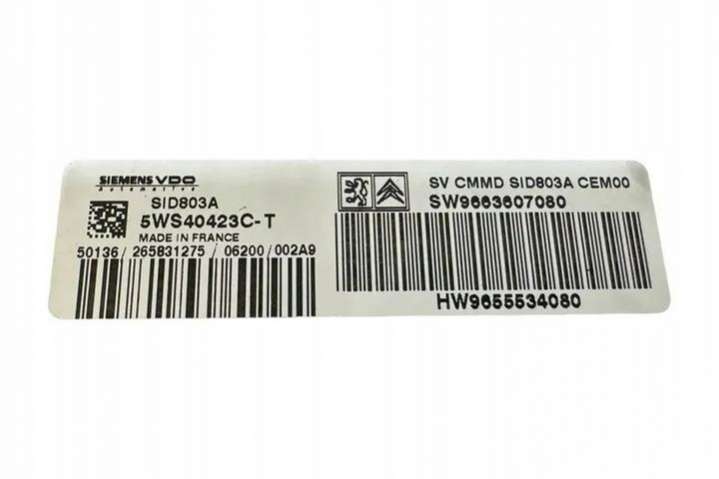 SIEMENS VDO
Automotive
SID803A
5WS40423C-T
MADE IN FRANCE
50136/265831275/06200/002A9
SV CMMD SID803A CEM00
SW9663607080
HW9655534080